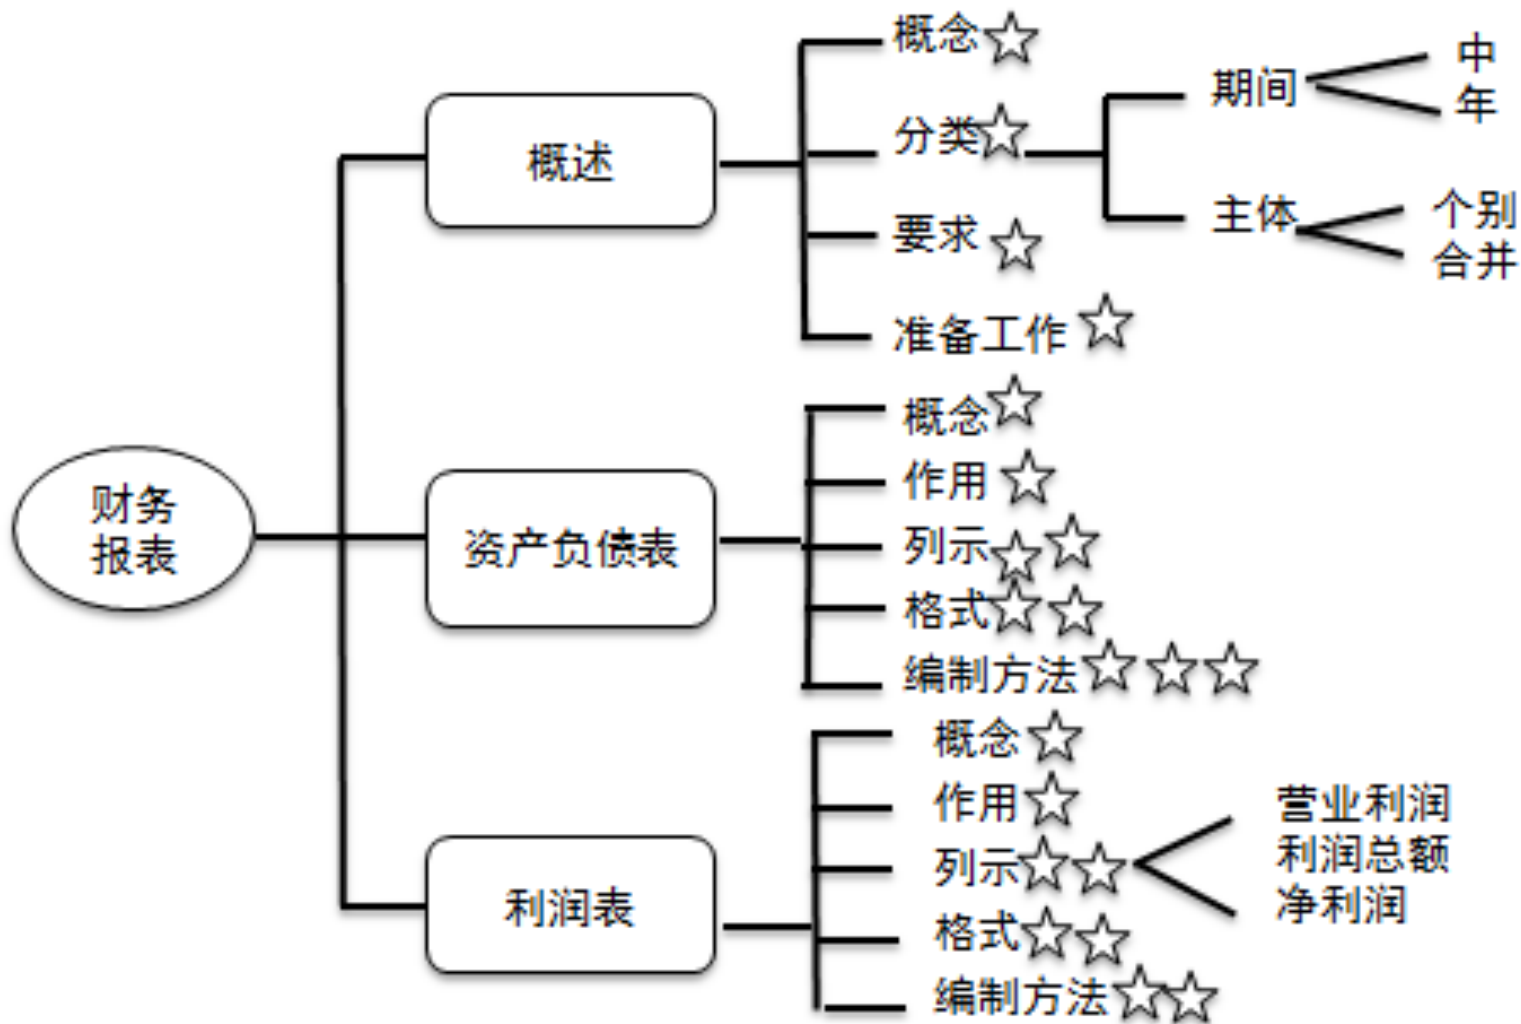 财务
报表
概述
概念
分类
期间
中
年
主体
个别
合并
要求
准备工作
资产负债表
概念
作用
列示
格式
编制方法
利润表
概念
作用
列示
营业利润
利润总额
净利润
格式
编制方法